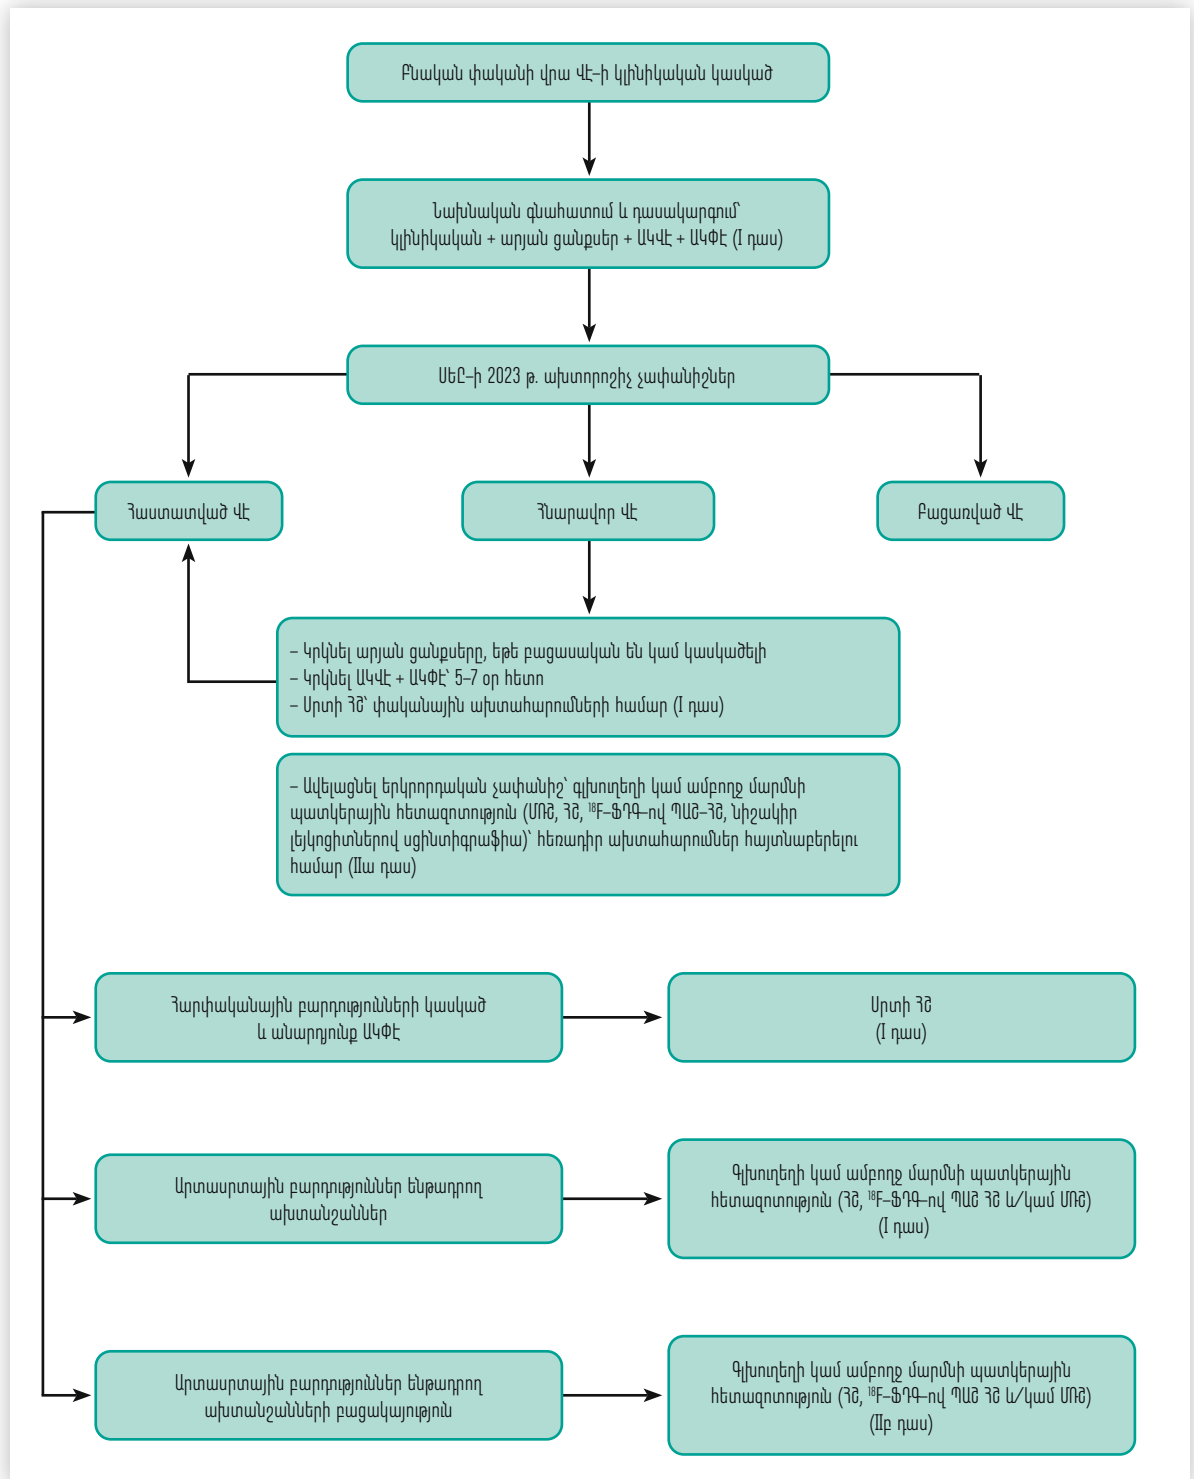 Բնական փականի վրա ՎԷ–ի կլինիկական կասկած
Նախնական գնահատում և դասակարգում՝
կլինիկական + արյան ցանքսեր + ԱԿՎԷ + ԱԿՓԷ (I դաս)
ՍԵԸ–ի 2023 թ. ախտորոշիչ չափանիշներ
Հաստատված ՎԷ
Հնարավոր ՎԷ
Բացառված ՎԷ
– Կրկնել արյան ցանքսերը, եթե բացասական են կամ կասկածելի
– Կրկնել ԱԿՎԷ + ԱԿՓԷ՝ 5–7 օր հետո
– Սրտի ՀՇ՝ փականային ախտահարումների համար (I դաս)
– Ավելացնել երկրորդական չափանիշ՝ գլխուղեղի կամ ամբողջ մարմնի
պատկերային հետազոտություն (ՄՌՇ, ՀՇ, ¹⁸F–ՖԴԳ–ով ՊԱՇ–ՀՇ, նիշակիր
լեյկոցիտներով սցինտիգրաֆիա)՝ հեռադիր ախտահարումներ հայտնաբերելու
համար (IIա դաս)
Հարփականային բարդությունների կասկած
և անարդյունք ԱԿՓԷ
Սրտի ՀՇ
(I դաս)
Արտասրտային բարդություններ ենթադրող
ախտանշաններ
Գլխուղեղի կամ ամբողջ մարմնի պատկերային
հետազոտություն (ՀՇ, ¹⁸F–ՖԴԳ–ով ՊԱՇ ՀՇ և/կամ ՄՌՇ)
(I դաս)
Արտասրտային բարդություններ ենթադրող
ախտանշանների բացակայություն
Գլխուղեղի կամ ամբողջ մարմնի պատկերային
հետազոտություն (ՀՇ, ¹⁸F–ՖԴԳ–ով ՊԱՇ ՀՇ և/կամ ՄՌՇ)
(IIբ դաս)